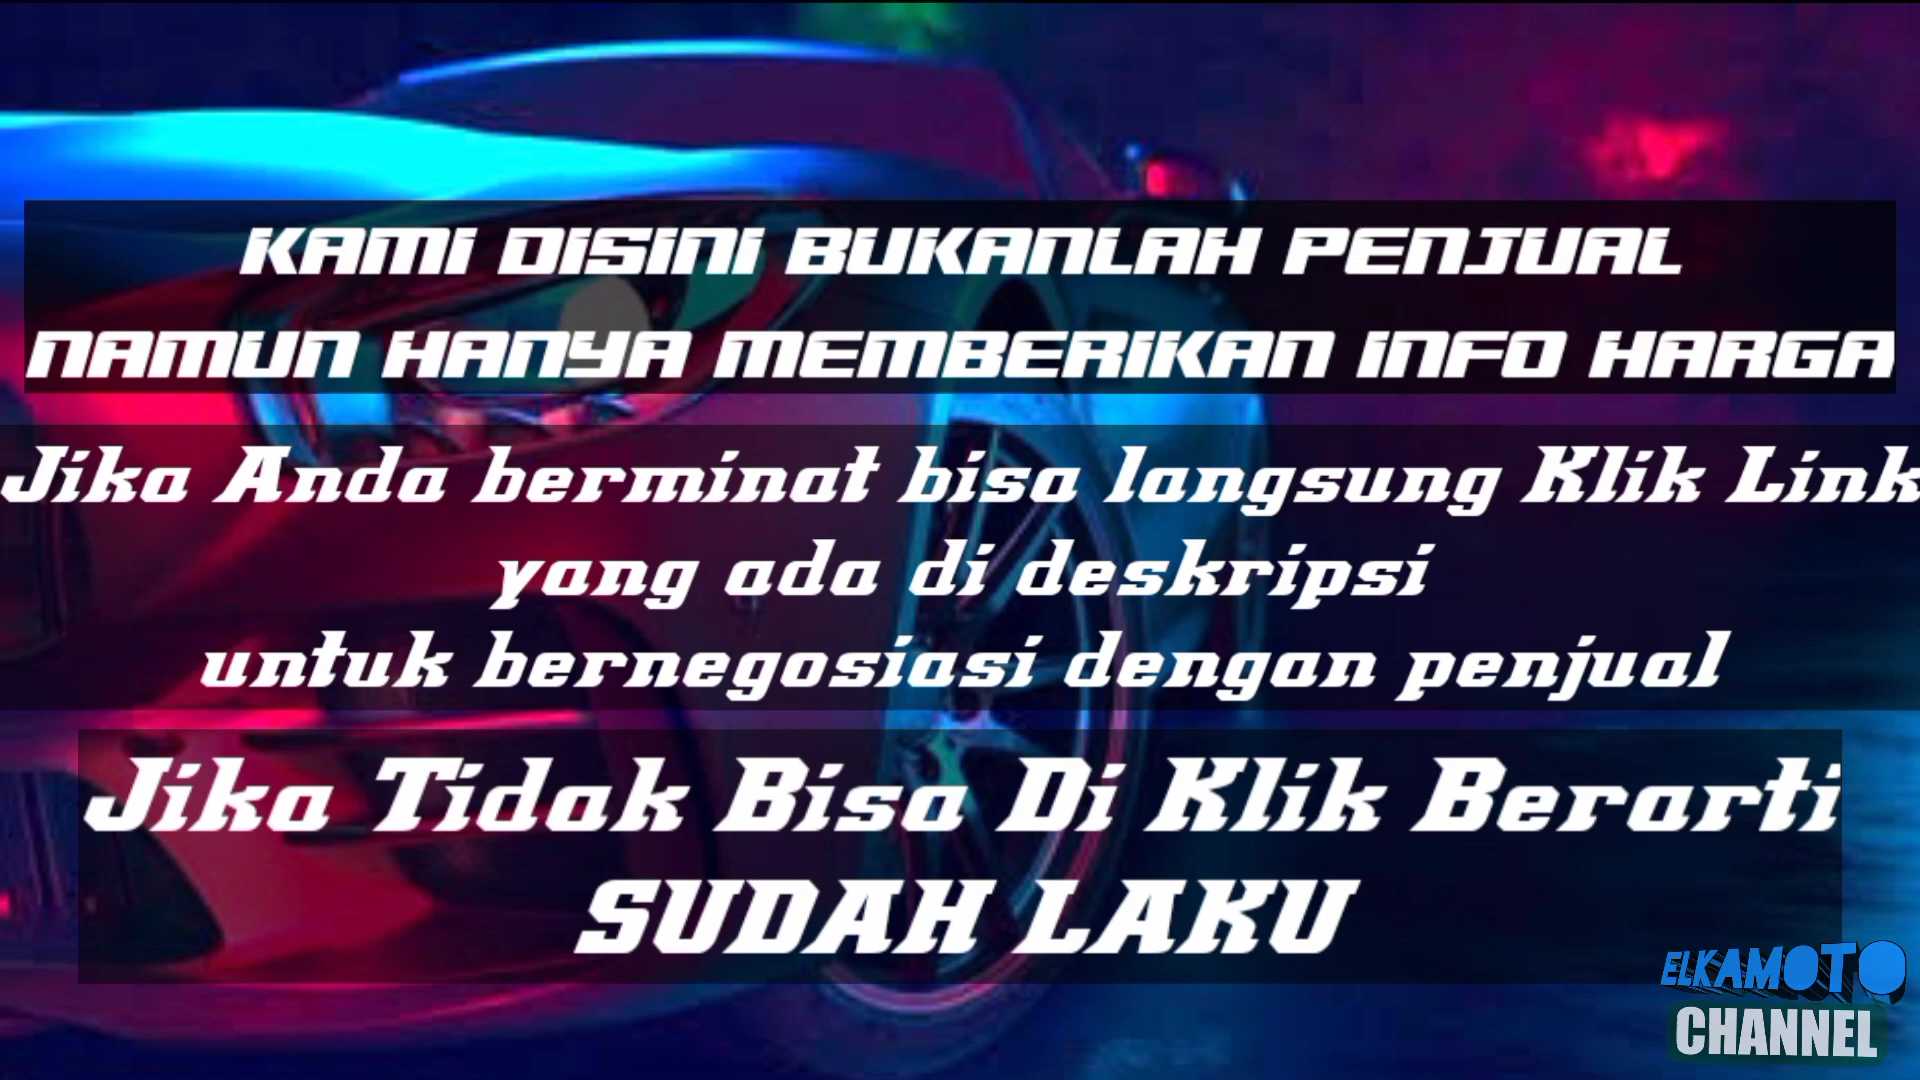 KAMI DISINI BUKANLAH PENJUAL
NAMUN HANYA MEMBERIKAN INFO HARGA
Jika Anda berminat bisa langsung Klik Link
yang ada di deskripsi
untuk bernegosiasi dengan penjual
Jika Tidak Bisa Di Klik Berarti
SUDAH LAKU
ELKAMOTO
CHANNEL